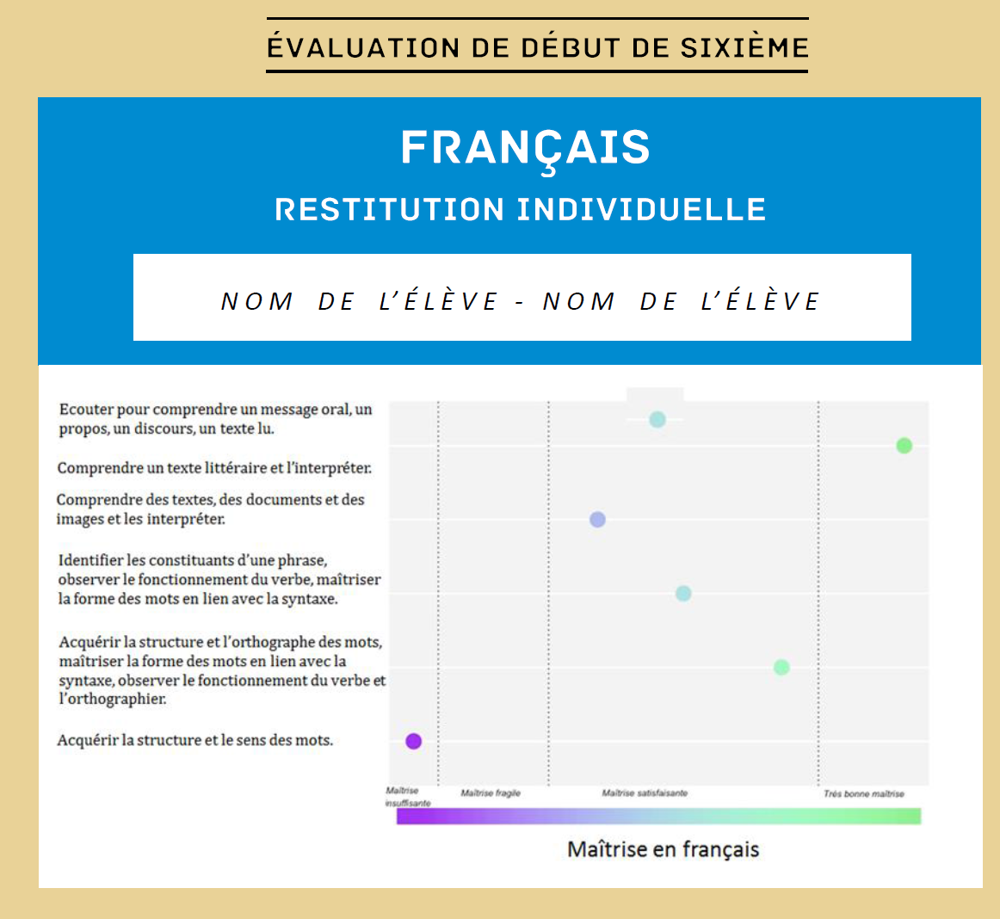 ÉVALUATION DE DÉBUT DE SIXIÈME
FRANÇAIS
RESTITUTION INDIVIDUELLE
NOM DE L'ÉLÈVE - NOM DE L'ÉLÈVE
Ecouter pour comprendre un message oral, un
propos, un discours, un texte lu.
Comprendre un texte littéraire et l'interpréter.
Comprendre des textes, des documents et des
images et les interpréter.
Identifier les constituants d'une phrase,
observer le fonctionnement du verbe, maîtriser
la forme des mots en lien avec la syntaxe.
Acquérir la structure et l'orthographe des mots,
maîtriser la forme des mots en lien avec la
syntaxe, observer le fonctionnement du verbe et
l'orthographier.
Acquérir la structure et le sens des mots.
Maîtrise
insuffisante
Maîtrise fragile
Maîtrise satisfaisante
Très bonne maîtrise
Maîtrise en français